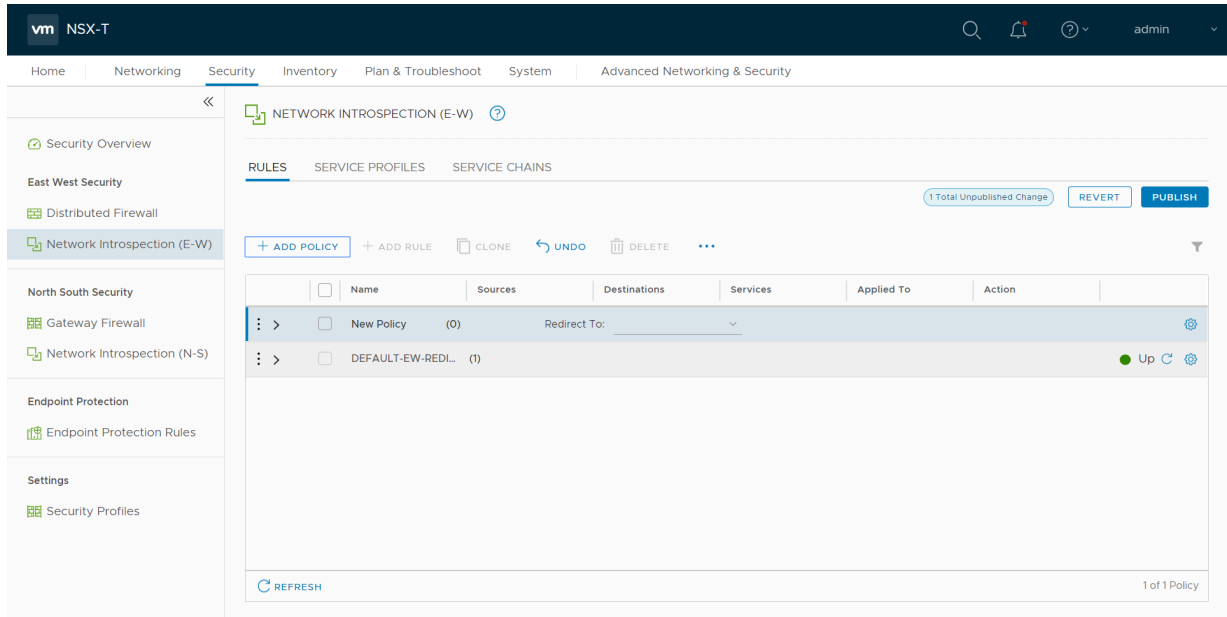 vm NSX-T
admin
Home Networking Security Inventory Plan & Troubleshoot System Advanced Networking & Security
Security Overview
East West Security
Distributed Firewall
Network Introspection (E-W)
North South Security
Gateway Firewall
Network Introspection (N-S)
Endpoint Protection
Endpoint Protection Rules
Settings
Security Profiles
NETWORK INTROSPECTION (E-W)
RULES SERVICE PROFILES SERVICE CHAINS
1 Total Unpublished Change REVERT PUBLISH
+ ADD POLICY + ADD RULE CLONE UNDO DELETE ...
Name Sources Destinations Services Applied To Action
New Policy (0) Redirect To:
DEFAULT-EW-REDI... (1) Up
REFRESH 1 of 1 Policy